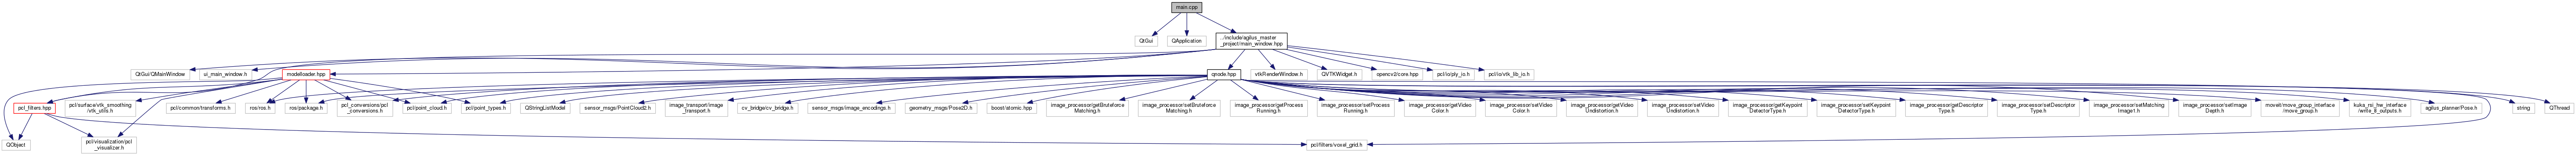 main.cpp
QtGui
QApplication
../include/agilus_master
_project/main_window.hpp
QtGui/QMainWindow
ui_main_window.h
modelloader.hpp
qnode.hpp
vtkRenderWindow.h
QVTKWidget.h
opencv2/core.hpp
pcl/io/ply_io.h
pcl/io/vtk_lib_io.h
pcl_filters.hpp
pcl/surface/vtk_smoothing
/vtk_utils.h
pcl/common/transforms.h
ros/ros.h
ros/package.h
pcl_conversions/pcl
_conversions.h
pcl/point_cloud.h
pcl/point_types.h
QStringListModel
sensor_msgs/PointCloud2.h
image_transport/image
_transport.h
cv_bridge/cv_bridge.h
sensor_msgs/image_encodings.h
geometry_msgs/Pose2D.h
boost/atomic.hpp
image_processor/getBruteforce
Matching.h
image_processor/setBruteforce
Matching.h
image_processor/getProcess
Running.h
image_processor/setProcess
Running.h
image_processor/getVideo
Color.h
image_processor/setVideo
Color.h
image_processor/getVideo
Undistortion.h
image_processor/setVideo
Undistortion.h
image_processor/getKeypoint
DetectorType.h
image_processor/setKeypoint
DetectorType.h
image_processor/getDescriptor
Type.h
image_processor/setDescriptor
Type.h
image_processor/setMatching
Image1.h
image_processor/setImage
Depth.h
moveit/move_group_interface
/move_group.h
kuka_rsi_hw_interface
/write_8_outputs.h
agilus_planner/Pose.h
string
QThread
QObject
pcl/visualization/pcl
_visualizer.h
pcl/filters/voxel_grid.h